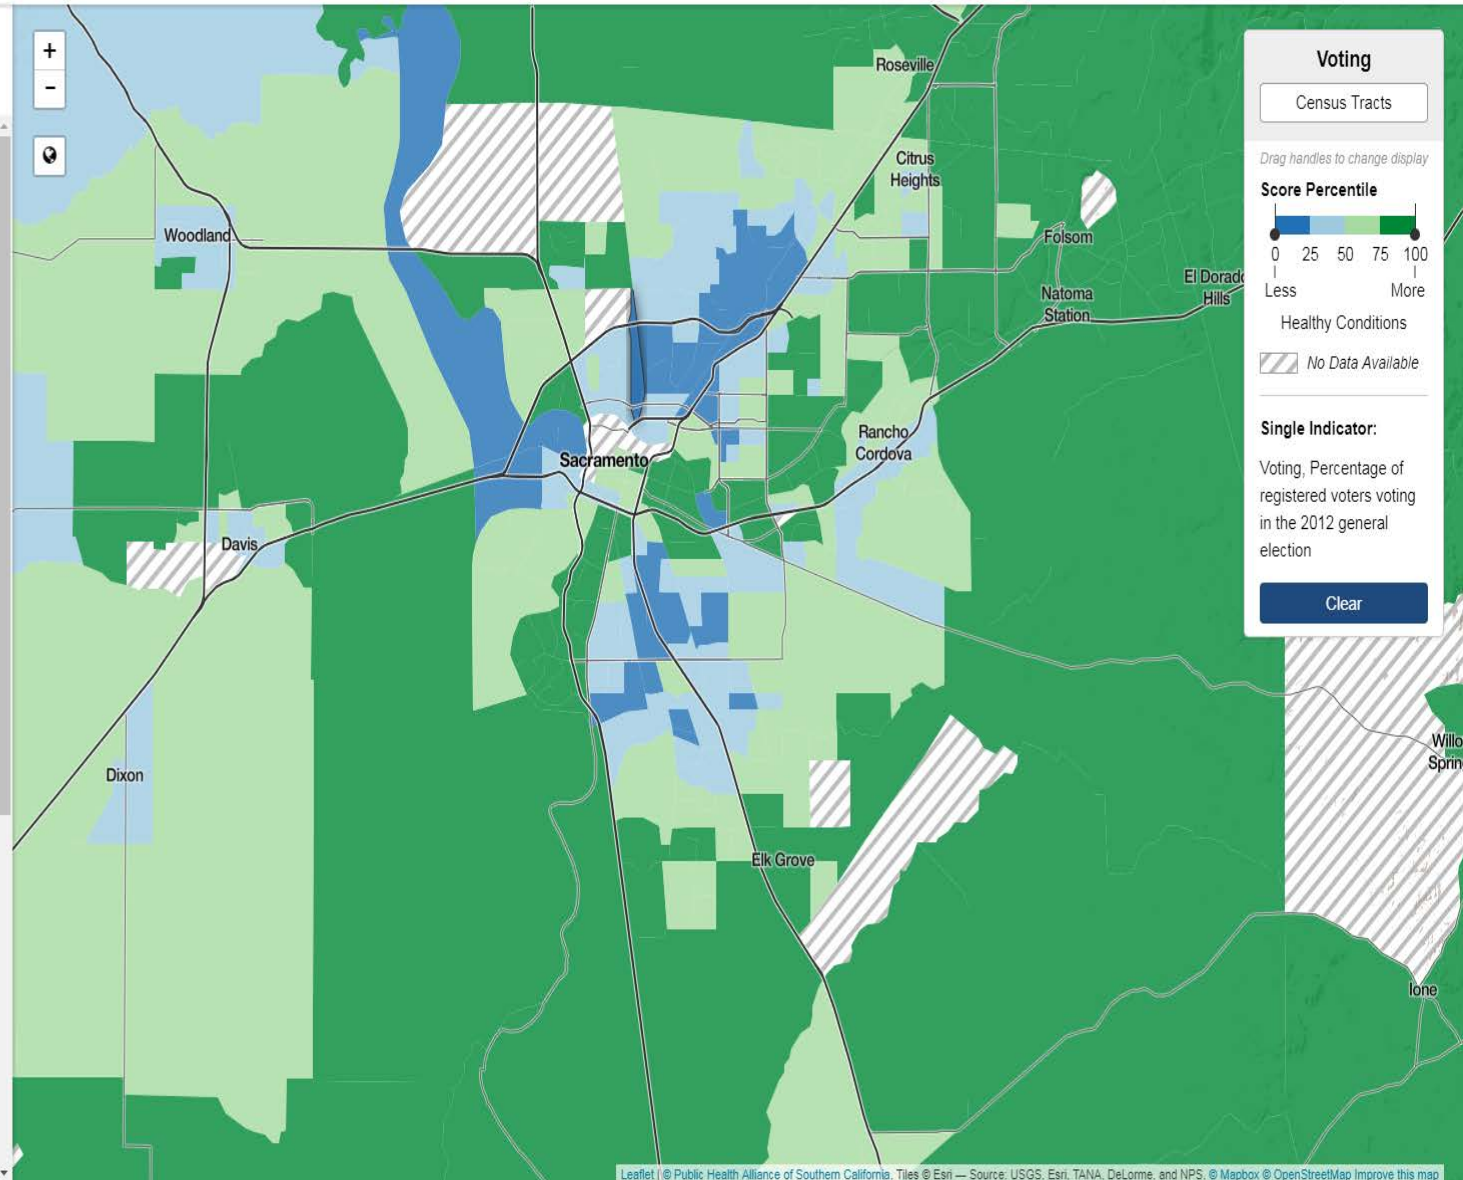 +
−
Roseville
Citrus
Heights
Woodland
Folsom
El Dorado
Hills
Natoma
Station
Rancho
Cordova
Sacramento
Davis
Dixon
Elk Grove
Willo
Sprin
Ione
Voting
Census Tracts
Drag handles to change display
Score Percentile
0 25 50 75 100
Less More
Healthy Conditions
No Data Available
Single Indicator:
Voting, Percentage of
registered voters voting
in the 2012 general
election
Clear
Leaflet | © Public Health Alliance of Southern California, Tiles © Esri — Source: USGS, Esri, TANA, DeLorme, and NPS, © Mapbox © OpenStreetMap Improve this map